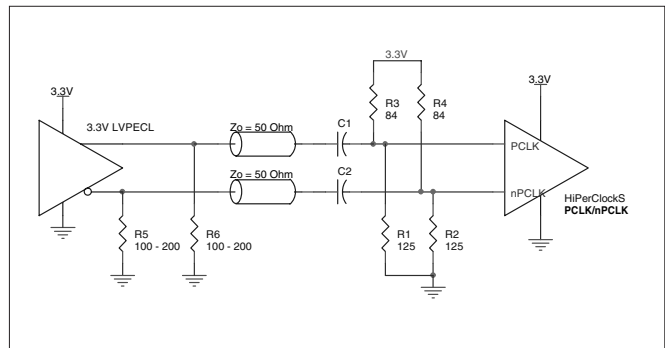 3.3V
3.3V
3.3V
3.3V LVPECL
Zo = 50 Ohm
C1
R3
84
R4
84
PCLK
Zo = 50 Ohm
C2
nPCLK
HiPerClockS
PCLK/nPCLK
R5
100 - 200
R6
100 - 200
R1
125
R2
125